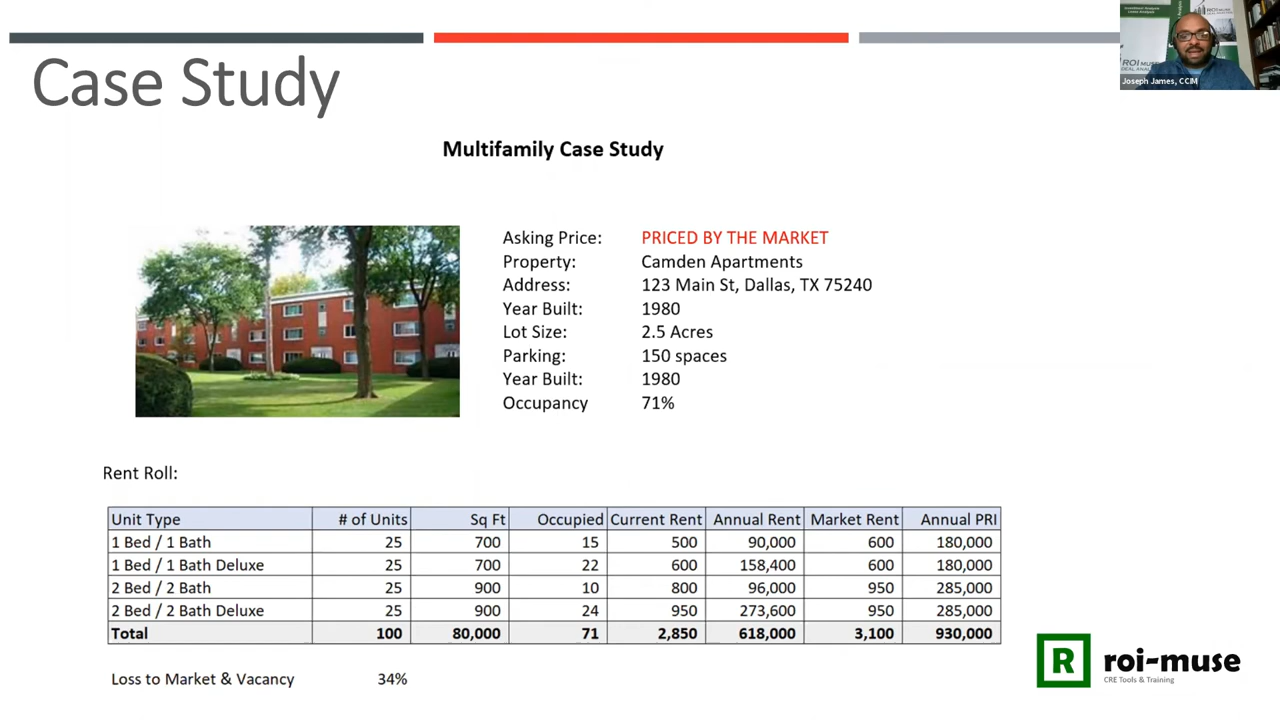 Case Study
Joseph James, CCIM
Multifamily Case Study
Asking Price: PRICED BY THE MARKET
Property: Camden Apartments
Address: 123 Main St, Dallas, TX 75240
Year Built: 1980
Lot Size: 2.5 Acres
Parking: 150 spaces
Year Built: 1980
Occupancy 71%
Rent Roll:
Unit Type # of Units Sq Ft Occupied Current Rent Annual Rent Market Rent Annual PRI
1 Bed / 1 Bath 25 700 15 500 90,000 600 180,000
1 Bed / 1 Bath Deluxe 25 700 22 600 158,400 600 180,000
2 Bed / 2 Bath 25 900 10 800 96,000 950 285,000
2 Bed / 2 Bath Deluxe 25 900 24 950 273,600 950 285,000
Total 100 80,000 71 2,850 618,000 3,100 930,000
Loss to Market & Vacancy 34%
R roi-muse
CRE Tools & Training